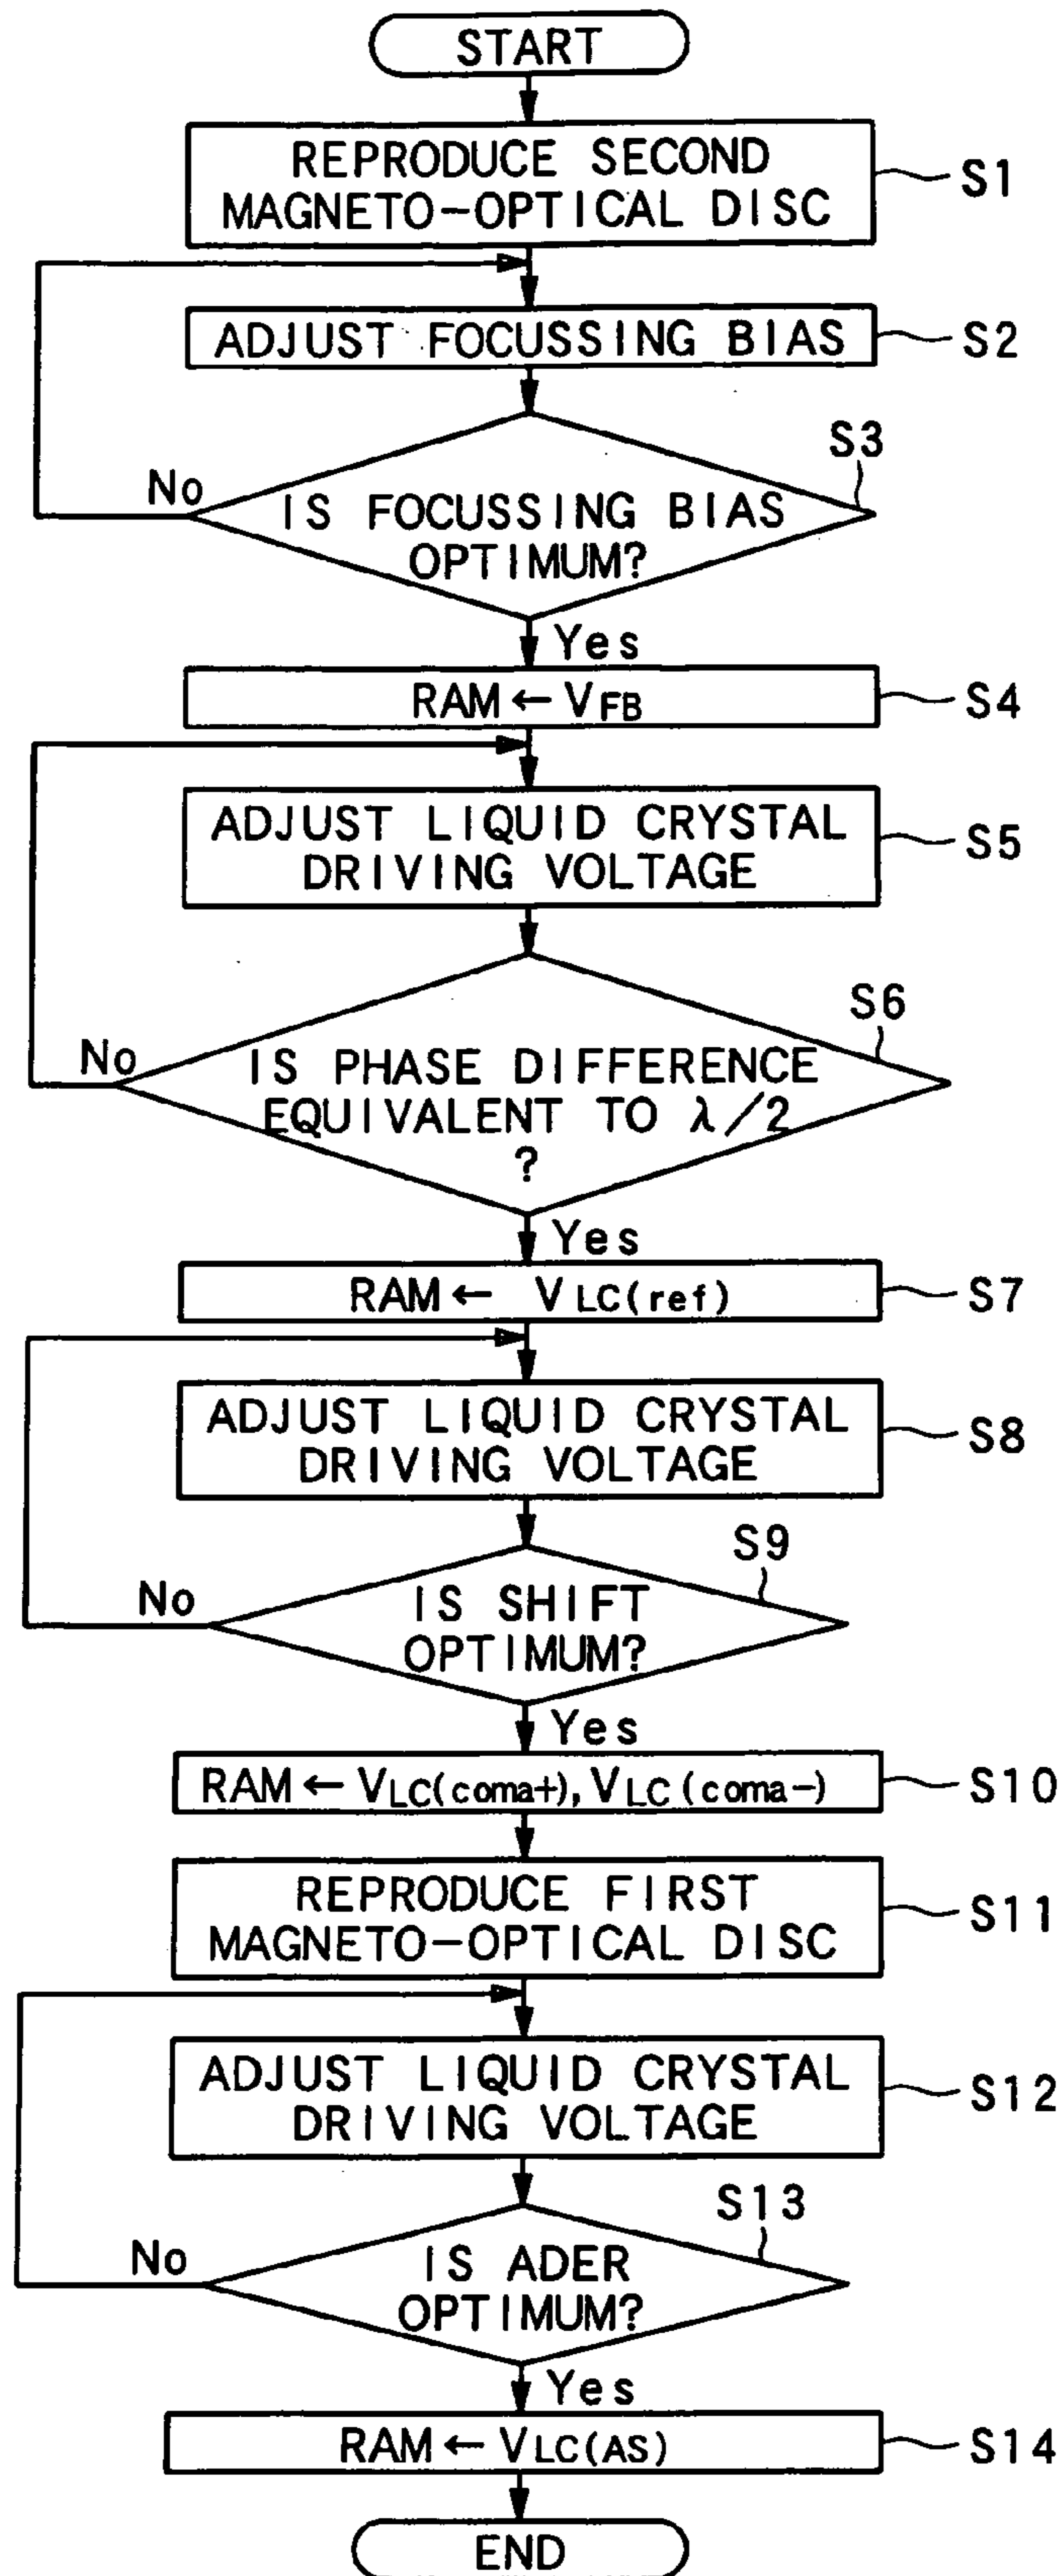 START
REPRODUCE SECOND
MAGNETO-OPTICAL DISC
S1
ADJUST FOCUSSING BIAS
S2
S3
No
IS FOCUSSING BIAS
OPTIMUM?
Yes
RAM ← VFB
S4
ADJUST LIQUID CRYSTAL
DRIVING VOLTAGE
S5
S6
No
IS PHASE DIFFERENCE
EQUIVALENT TO λ/2
?
Yes
RAM ← VLC(ref)
S7
ADJUST LIQUID CRYSTAL
DRIVING VOLTAGE
S8
S9
No
IS SHIFT
OPTIMUM?
Yes
RAM ← VLC(coma+), VLC(coma-)
S10
REPRODUCE FIRST
MAGNETO-OPTICAL DISC
S11
ADJUST LIQUID CRYSTAL
DRIVING VOLTAGE
S12
S13
No
IS ADER
OPTIMUM?
Yes
RAM ← VLC(AS)
S14
END